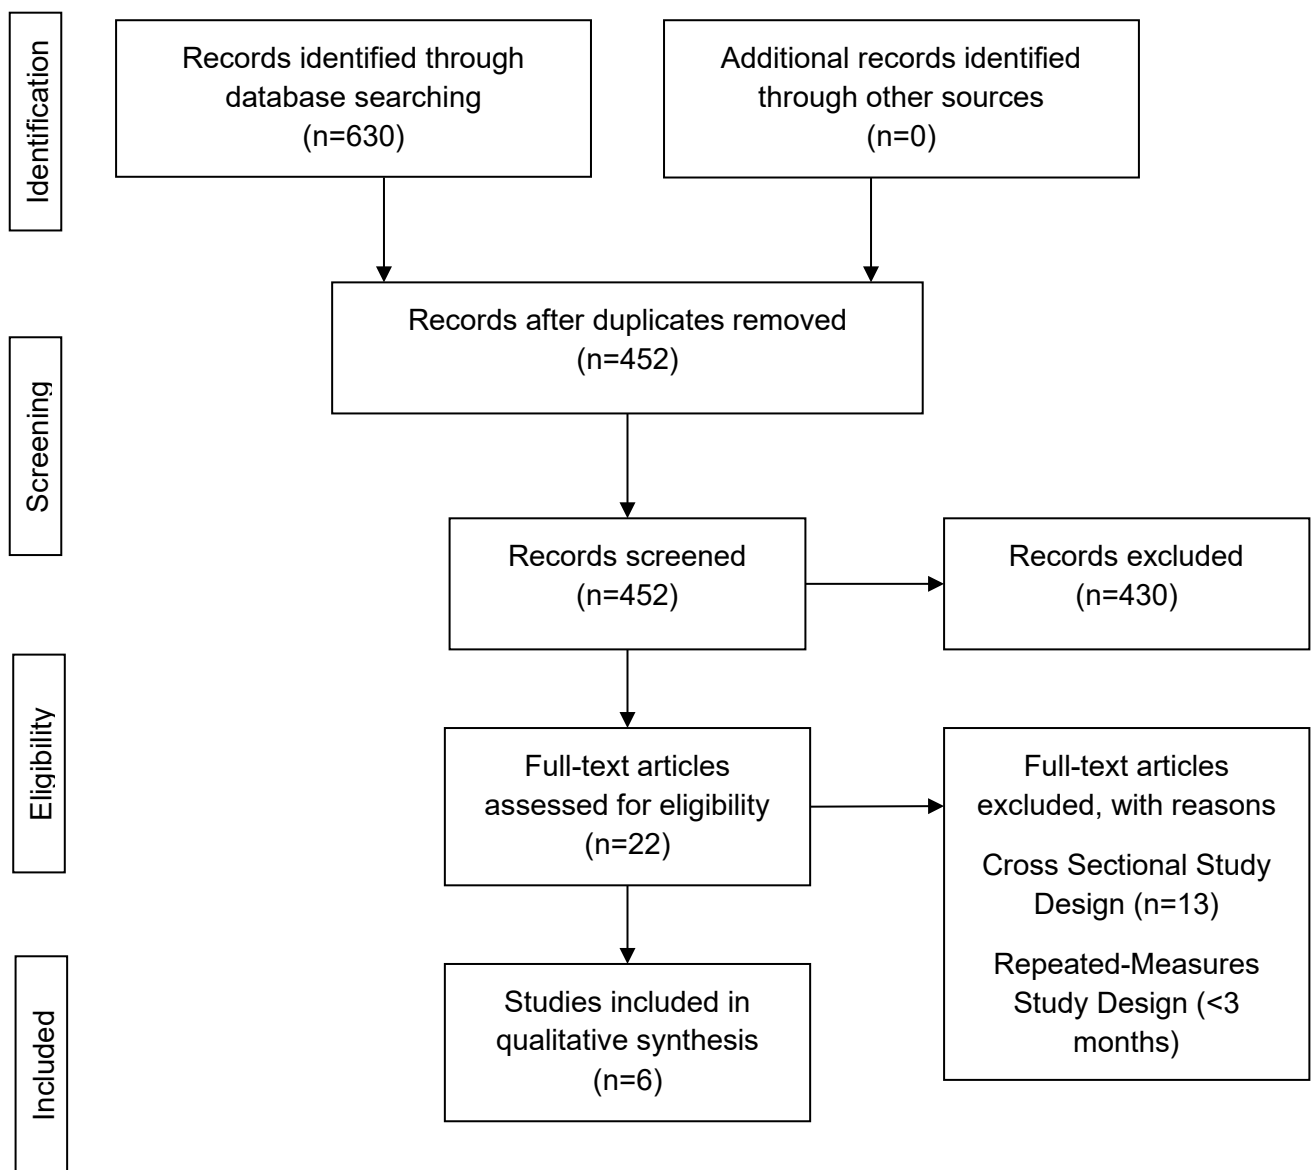 Identification
Records identified through
database searching
(n=630)
Additional records identified
through other sources
(n=0)
Screening
Records after duplicates removed
(n=452)
Records screened
(n=452)
Records excluded
(n=430)
Eligibility
Full-text articles
assessed for eligibility
(n=22)
Full-text articles
excluded, with reasons
Cross Sectional Study
Design (n=13)
Repeated-Measures
Study Design (<3
months)
Included
Studies included in
qualitative synthesis
(n=6)